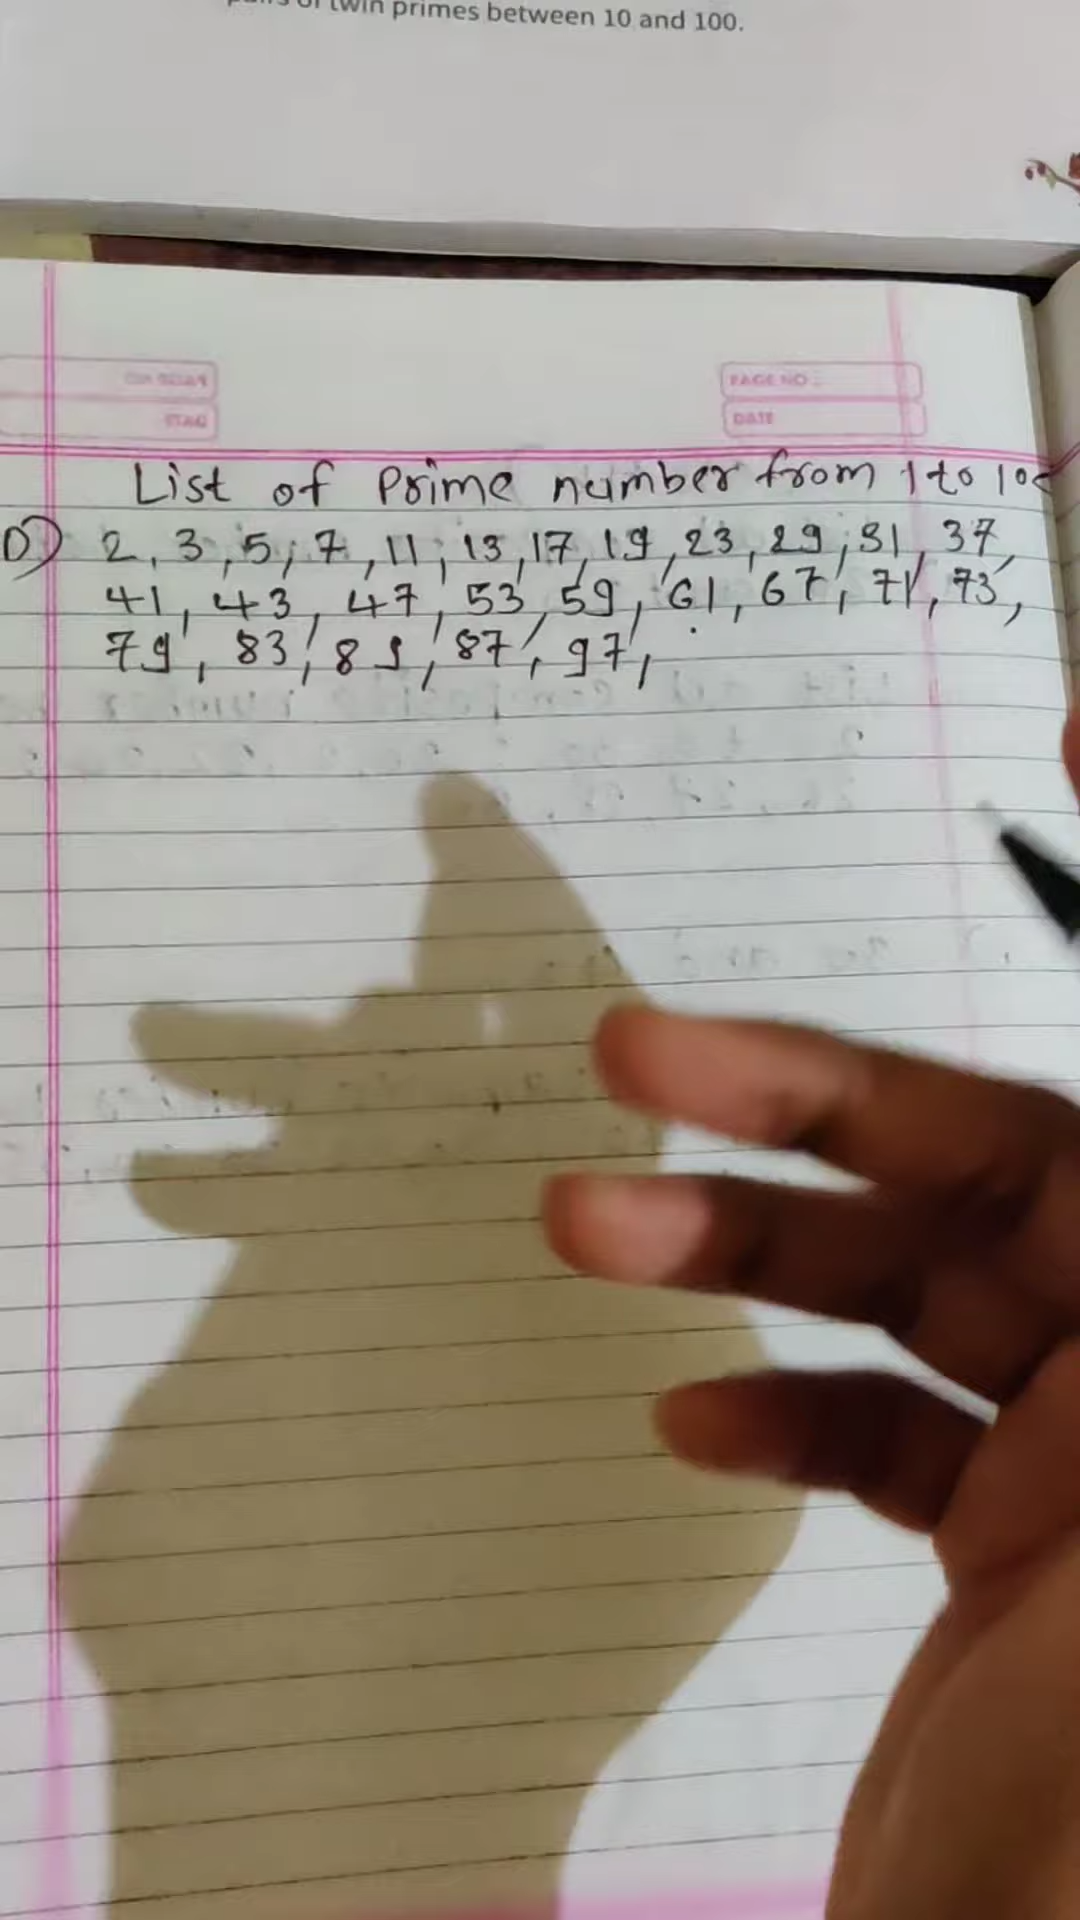 of twin primes between 10 and 100.
PAGE NO.:
DATE
List of Prime number from 1 to 100
2, 3, 5, 7, 11, 13, 17, 19, 23, 29, 31, 37,
41, 43, 47, 53, 59, 61, 67, 71, 73,
79, 83, 89, 87, 97,